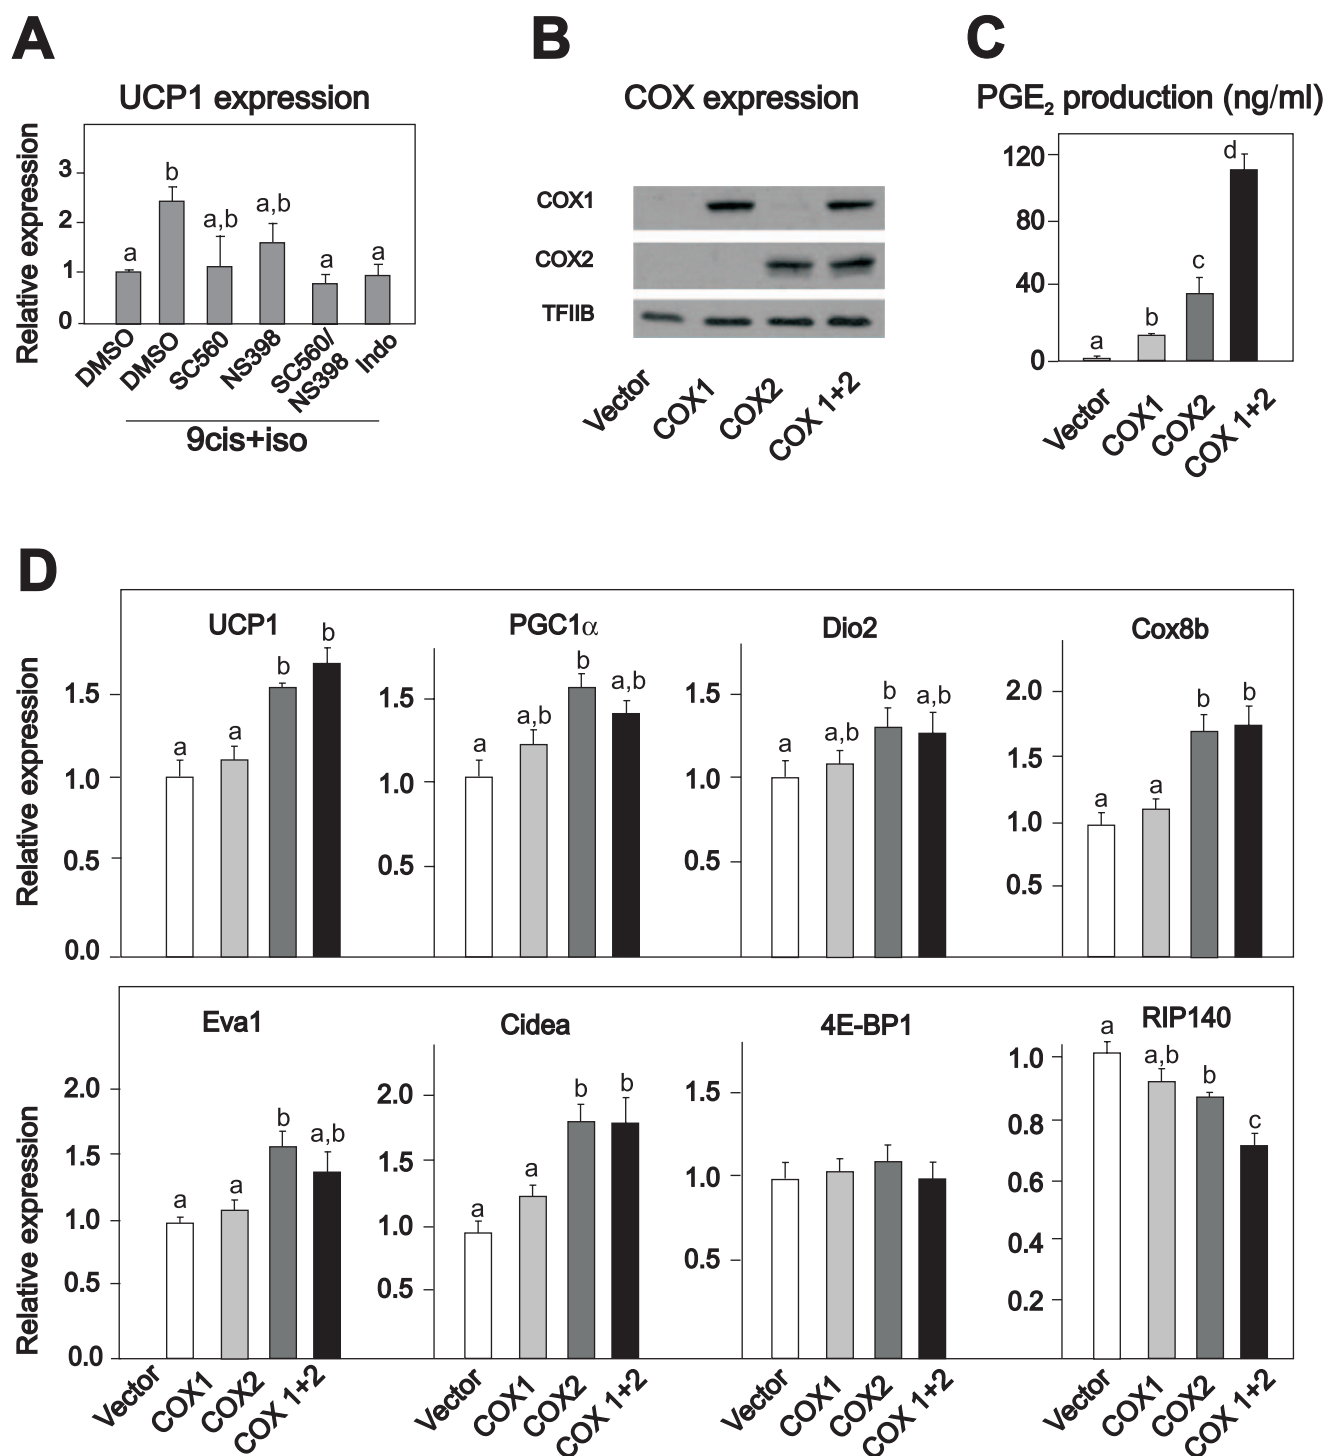 A
UCP1 expression
Relative expression
3
2
1
0
a
b
a,b
a,b
a
a
DMSO
DMSO
SC560
NS398
SC560/
NS398
Indo
9cis+iso
B
COX expression
COX1
COX2
TFIIB
Vector
COX1
COX2
COX 1+2
C
PGE2 production (ng/ml)
120
80
40
0
a
b
c
d
Vector
COX1
COX2
COX 1+2
D
UCP1
Relative expression
1.5
1.0
0.5
0.0
a
a
b
b
PGC1α
1.5
1.0
0.5
a
a,b
b
a,b
Dio2
1.5
1.0
0.5
a
a,b
b
a,b
Cox8b
2.0
1.5
1.0
0.5
a
a
b
b
Eva1
Relative expression
2.0
1.5
1.0
0.5
0.0
a
a
b
a,b
Vector
COX1
COX2
COX 1+2
Cidea
2.0
1.5
1.0
0.5
a
a
b
b
Vector
COX1
COX2
COX 1+2
4E-BP1
1.5
1.0
0.5
Vector
COX1
COX2
COX 1+2
RIP140
1.0
0.8
0.6
0.4
0.2
a
a,b
b
c
Vector
COX1
COX2
COX 1+2